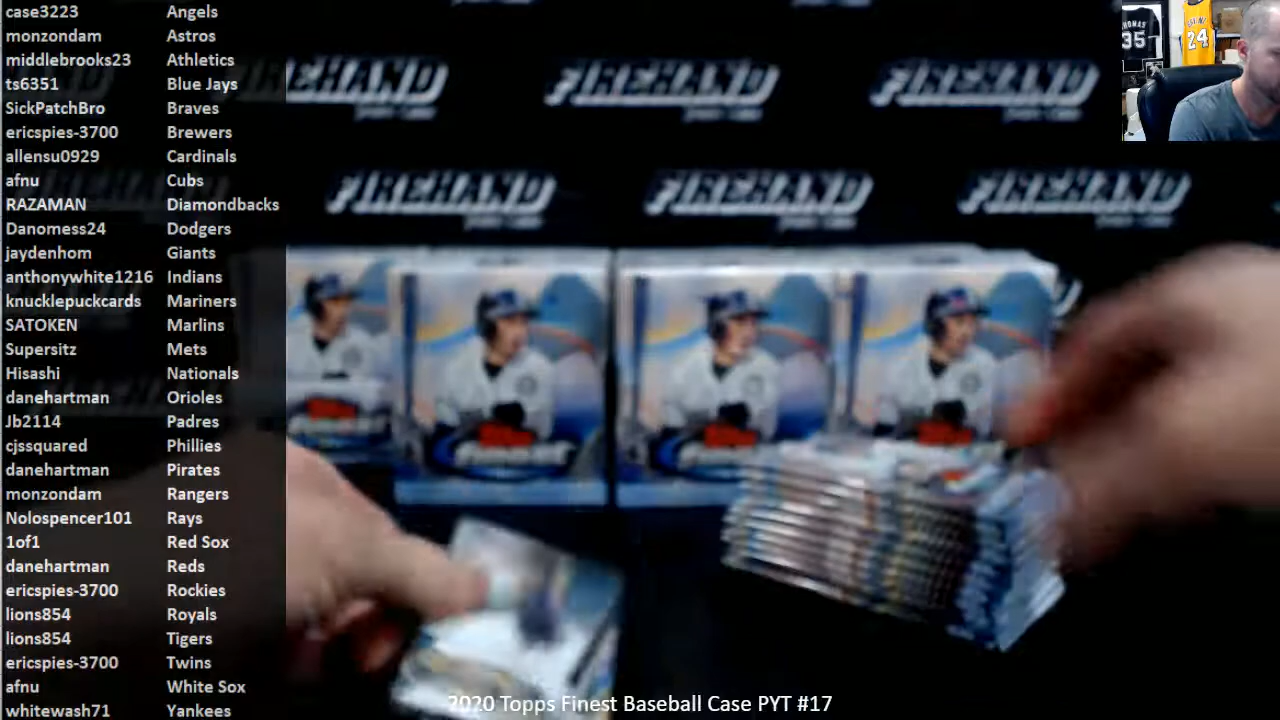 case3223 Angels
monzondam Astros
middlebrooks23 Athletics
ts6351 Blue Jays
SickPatchBro Braves
ericspies-3700 Brewers
allensu0929 Cardinals
afnu Cubs
RAZAMAN Diamondbacks
Danomess24 Dodgers
jaydenhom Giants
anthonywhite1216 Indians
knucklepuckcards Mariners
SATOKEN Marlins
Supersitz Mets
Hisashi Nationals
danehartman Orioles
Jb2114 Padres
cjssquared Phillies
danehartman Pirates
monzondam Rangers
Nolospencer101 Rays
1of1 Red Sox
danehartman Reds
ericspies-3700 Rockies
lions854 Royals
lions854 Tigers
ericspies-3700 Twins
afnu White Sox
whitewash71 Yankees
FIREHAND
FIREHAND
FIREHAND
FIREHAND
FIREHAND
FIREHAND
35
24
Finest
Finest
2020 Topps Finest Baseball Case PYT #17